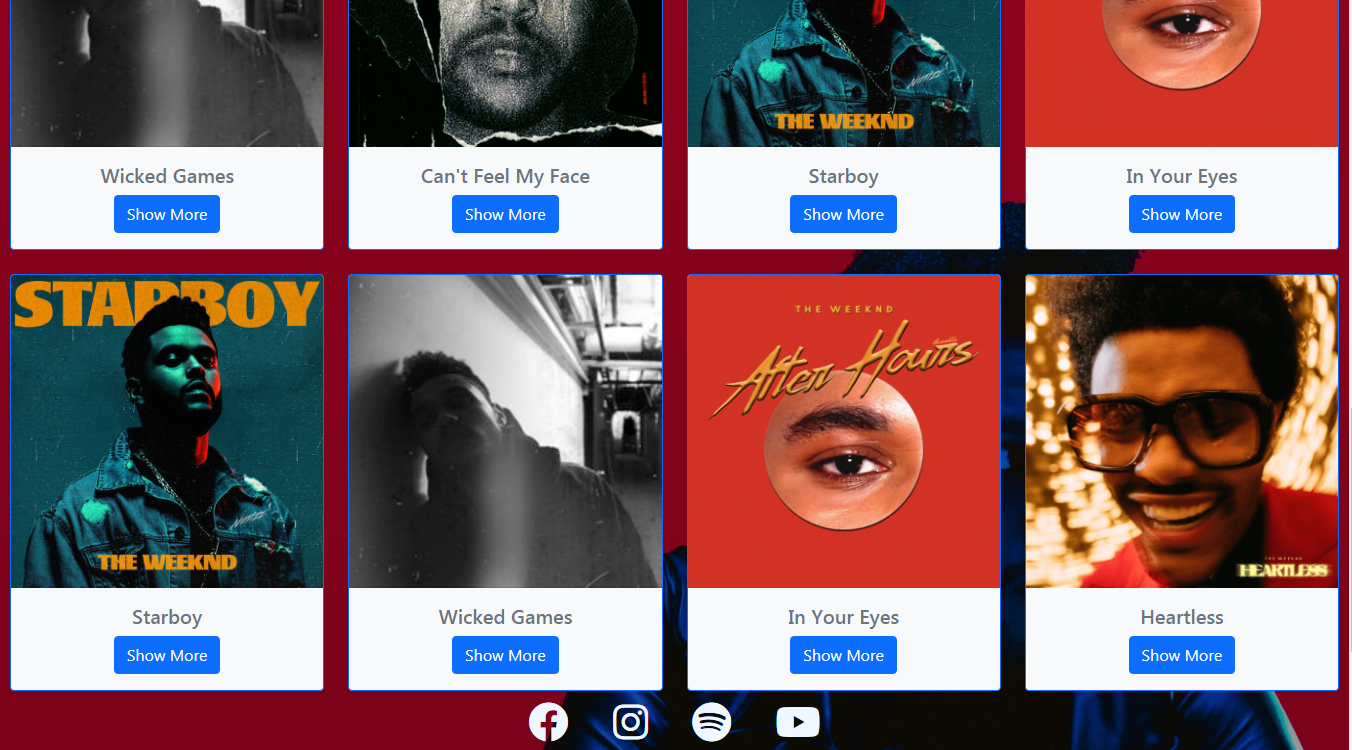 THE WEEKND
Wicked Games
Can't Feel My Face
Starboy
In Your Eyes
Show More
Show More
Show More
Show More
STARBOY
THE WEEKND
THE WEEKND
After Hours
THE WEEKND
HEARTLESS
Starboy
Wicked Games
In Your Eyes
Heartless
Show More
Show More
Show More
Show More